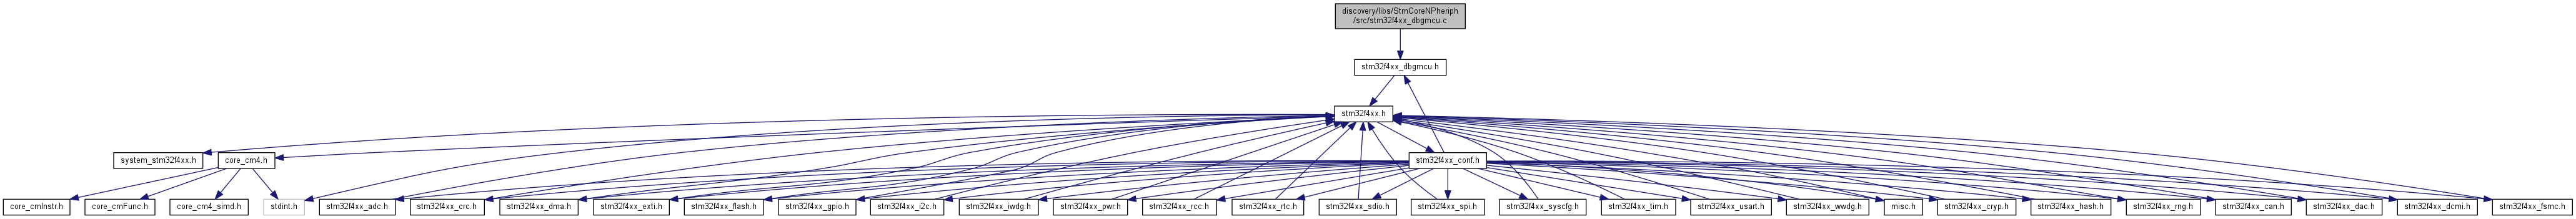 discovery/libs/StmCoreNPheriph
/src/stm32f4xx_dbgmcu.c
stm32f4xx_dbgmcu.h
stm32f4xx.h
system_stm32f4xx.h
core_cm4.h
stm32f4xx_conf.h
core_cmInstr.h
core_cmFunc.h
core_cm4_simd.h
stdint.h
stm32f4xx_adc.h
stm32f4xx_crc.h
stm32f4xx_dma.h
stm32f4xx_exti.h
stm32f4xx_flash.h
stm32f4xx_gpio.h
stm32f4xx_i2c.h
stm32f4xx_iwdg.h
stm32f4xx_pwr.h
stm32f4xx_rcc.h
stm32f4xx_rtc.h
stm32f4xx_sdio.h
stm32f4xx_spi.h
stm32f4xx_syscfg.h
stm32f4xx_tim.h
stm32f4xx_usart.h
stm32f4xx_wwdg.h
misc.h
stm32f4xx_cryp.h
stm32f4xx_hash.h
stm32f4xx_rng.h
stm32f4xx_can.h
stm32f4xx_dac.h
stm32f4xx_dcmi.h
stm32f4xx_fsmc.h